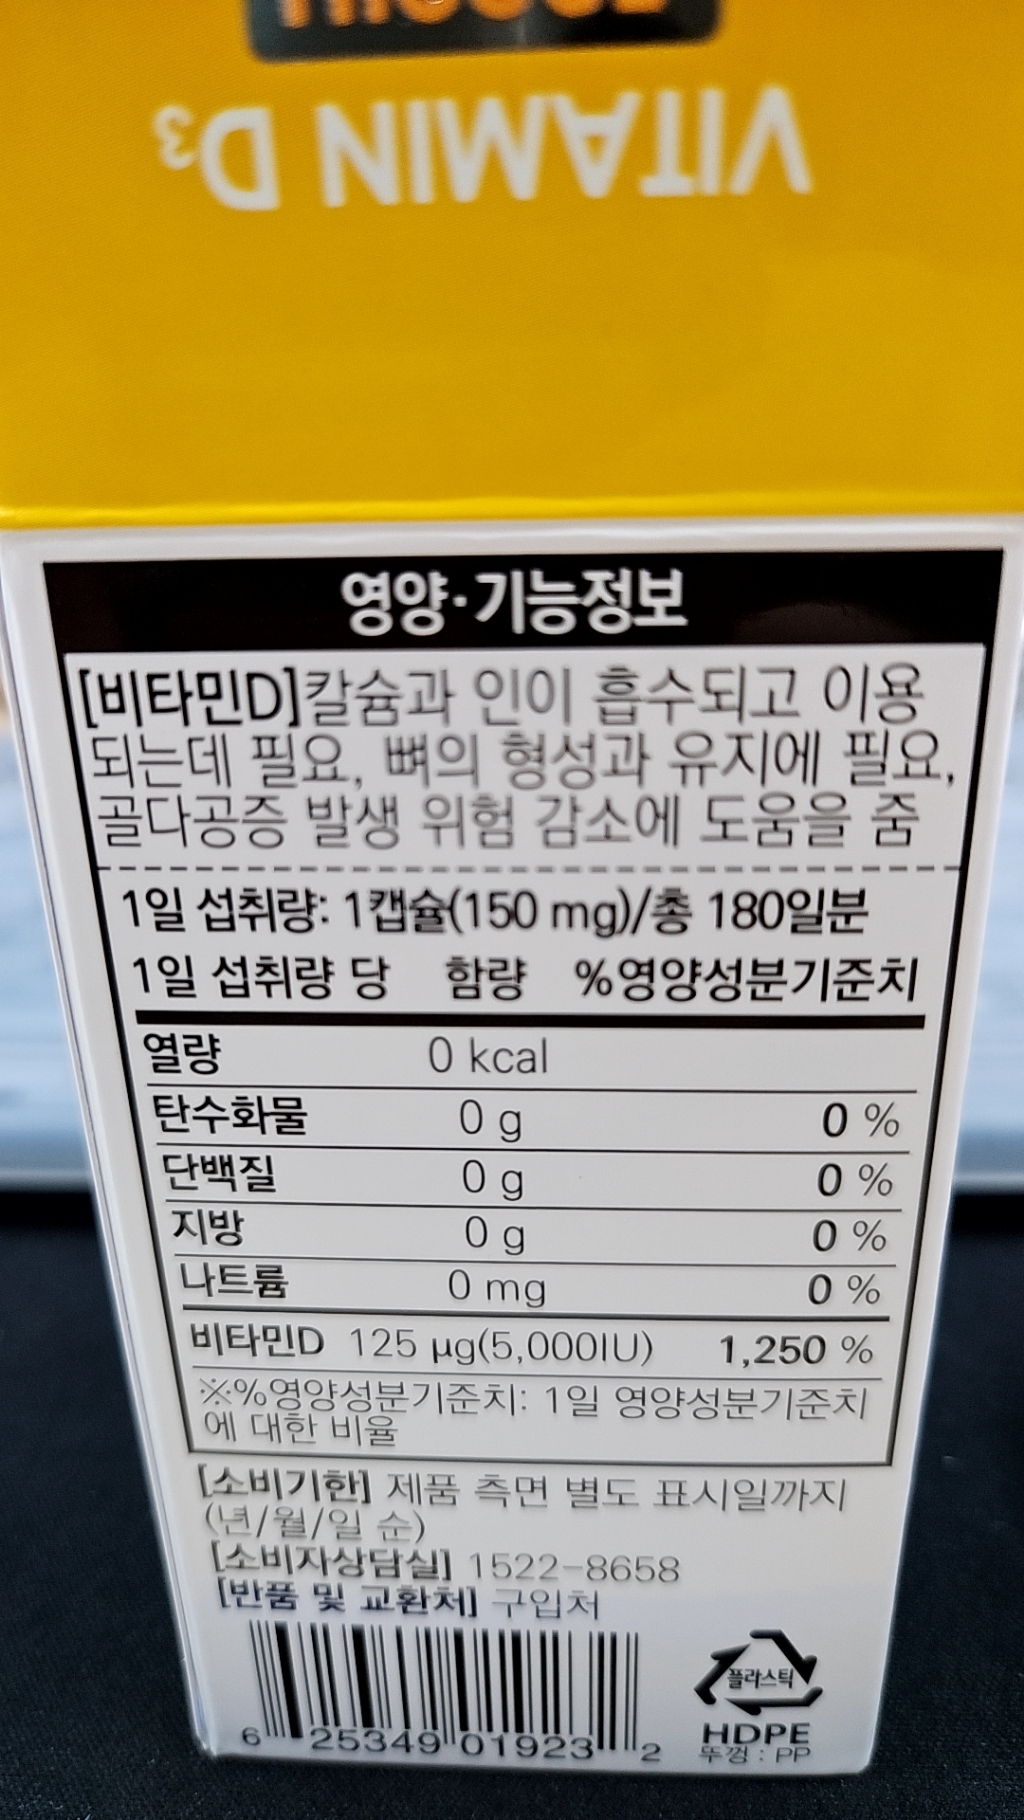 VITAMIN D₃
영양·기능정보
[비타민D]칼슘과 인이 흡수되고 이용
되는데 필요, 뼈의 형성과 유지에 필요,
골다공증 발생 위험 감소에 도움을 줌
1일 섭취량: 1캡슐(150 mg)/총 180일분
1일 섭취량 당 함량 %영양성분기준치
열량 0 kcal
탄수화물 0 g 0 %
단백질 0 g 0 %
지방 0 g 0 %
나트륨 0 mg 0 %
비타민D 125 µg(5,000IU) 1,250 %
※%영양성분기준치: 1일 영양성분기준치
에 대한 비율
[소비기한] 제품 측면 별도 표시일까지
(년/월/일 순)
[소비자상담실] 1522-8658
[반품 및 교환처] 구입처
플라스틱
HDPE
뚜껑 : PP
6 25349 01923 2